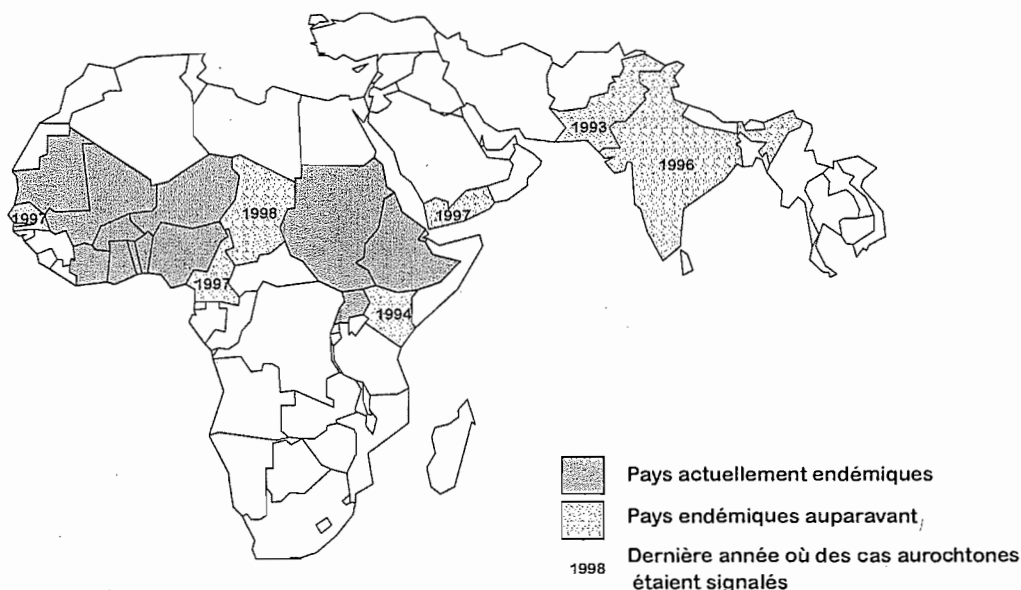 1993
1996
1997
1998
1997
1997
1994
Pays actuellement endémiques
Pays endémiques auparavant
Dernière année où des cas aurochtones
1998
étaient signalés